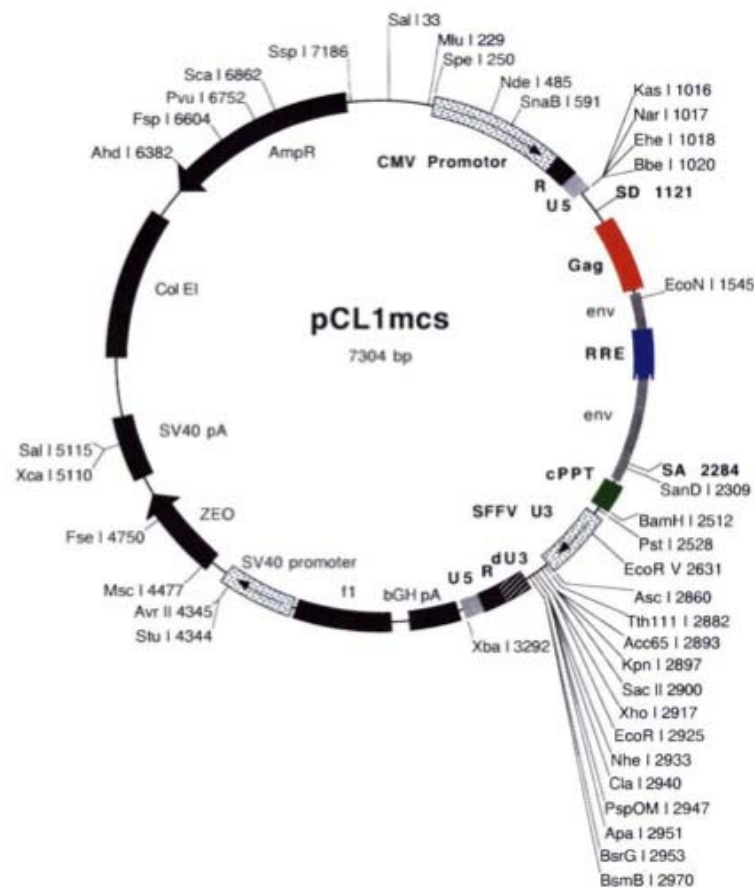 Sal I 33
Mlu I 229
Spe I 250
Nde I 485
SnaB I 591
Kas I 1016
Nar I 1017
Ehe I 1018
Bbe I 1020
SD 1121
EcoN I 1545
SA 2284
SanD I 2309
BamH I 2512
Pst I 2528
EcoR V 2631
Asc I 2860
Tth111 I 2882
Acc65 I 2893
Kpn I 2897
Sac II 2900
Xho I 2917
EcoR I 2925
Nhe I 2933
Cla I 2940
PspOM I 2947
Apa I 2951
BsrG I 2953
BsmB I 2970
Xba I 3292
Stu I 4344
Avr II 4345
Msc I 4477
Fse I 4750
Xca I 5110
Sal I 5115
Ahd I 6382
Fsp I 6604
Pvu I 6752
Sca I 6862
Ssp I 7186
AmpR
CMV Promotor
R
U5
Gag
env
RRE
env
cPPT
SFFV U3
dU3
R
U5
bGH pA
f1
SV40 promoter
ZEO
SV40 pA
Col EI
pCL1mcs
7304 bp